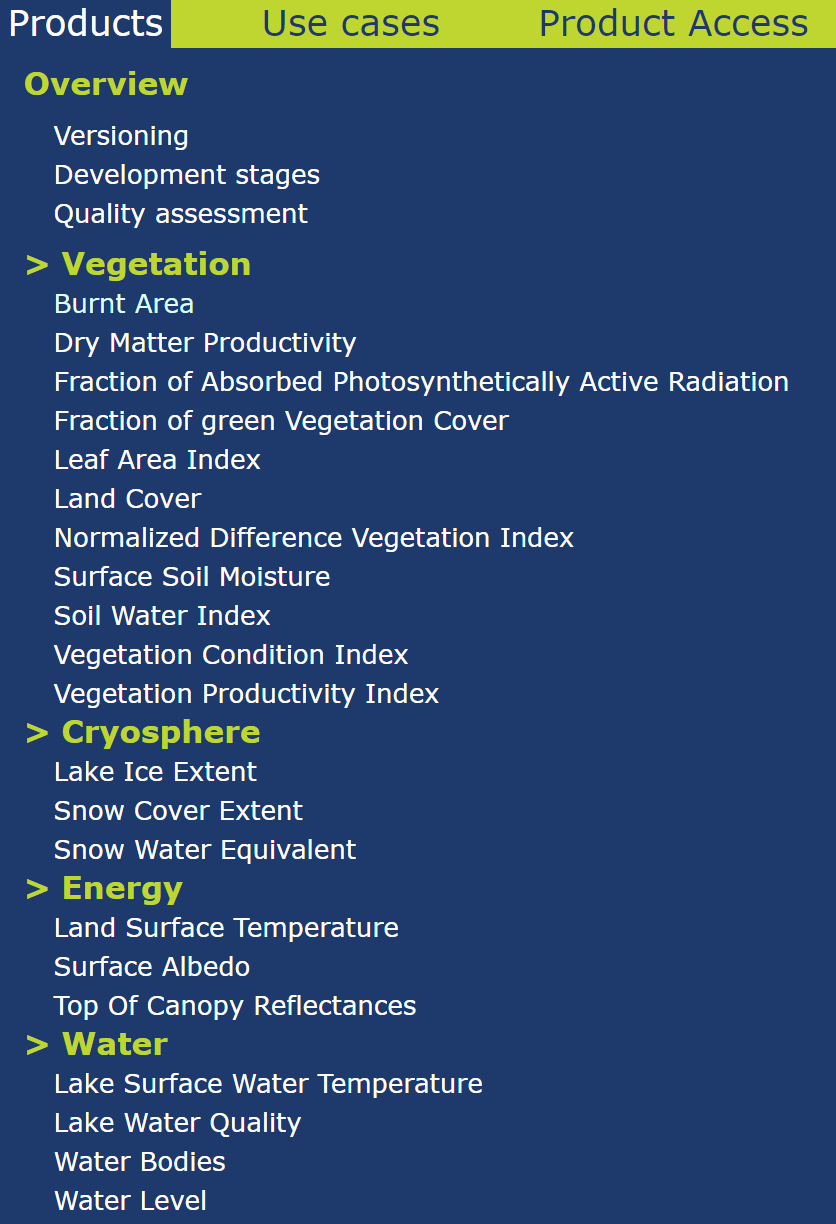 Products Use cases Product Access
Overview
Versioning
Development stages
Quality assessment
> Vegetation
Burnt Area
Dry Matter Productivity
Fraction of Absorbed Photosynthetically Active Radiation
Fraction of green Vegetation Cover
Leaf Area Index
Land Cover
Normalized Difference Vegetation Index
Surface Soil Moisture
Soil Water Index
Vegetation Condition Index
Vegetation Productivity Index
> Cryosphere
Lake Ice Extent
Snow Cover Extent
Snow Water Equivalent
> Energy
Land Surface Temperature
Surface Albedo
Top Of Canopy Reflectances
> Water
Lake Surface Water Temperature
Lake Water Quality
Water Bodies
Water Level